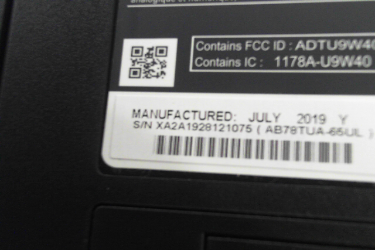 Contains FCC ID : ADTU9W40
Contains IC : 1178A-U9W40
MANUFACTURED: JULY 2019 Y
S/N XA2A1928121075 ( AB78TUA-65UL )